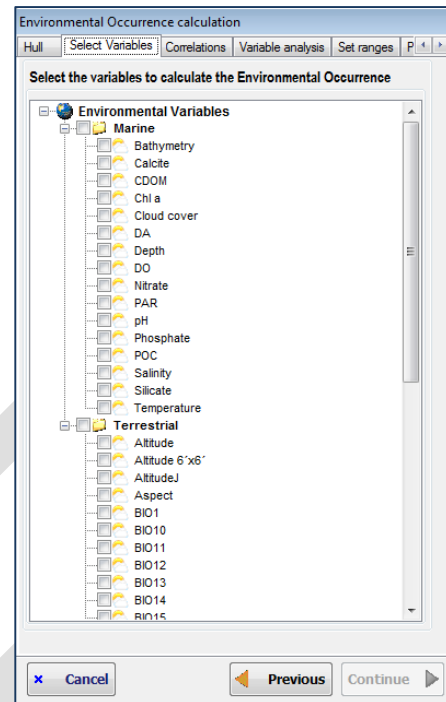 Environmental Occurrence calculation
Hull Select Variables Correlations Variable analysis Set ranges P
Select the variables to calculate the Environmental Occurrence
Environmental Variables
Marine
Bathymetry
Calcite
CDOM
Chl a
Cloud cover
DA
Depth
DO
Nitrate
PAR
pH
Phosphate
POC
Salinity
Silicate
Temperature
Terrestrial
Altitude
Altitude 6´x6´
AltitudeJ
Aspect
BIO1
BIO10
BIO11
BIO12
BIO13
BIO14
BIO15
Cancel Previous Continue